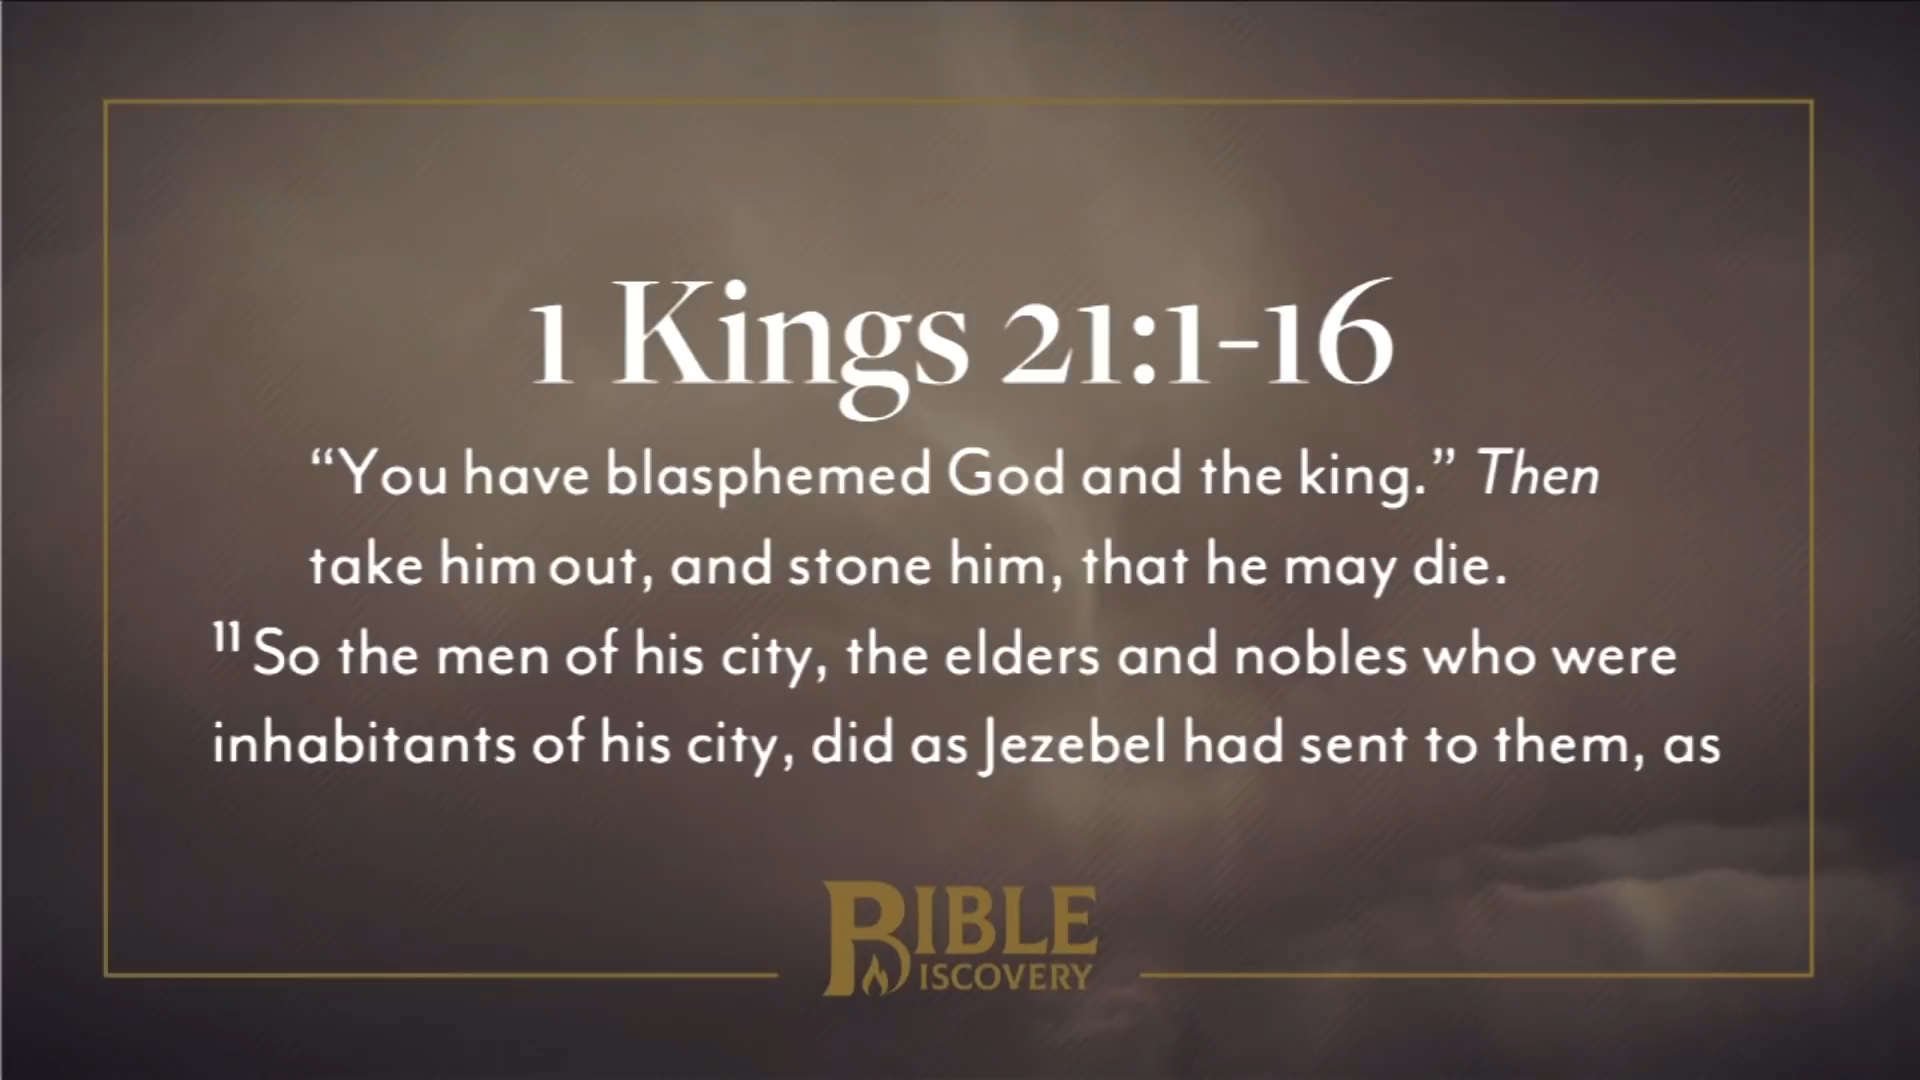 1 Kings 21:1-16
“You have blasphemed God and the king.” Then
take him out, and stone him, that he may die.
11 So the men of his city, the elders and nobles who were
inhabitants of his city, did as Jezebel had sent to them, as
BIBLE
DISCOVERY